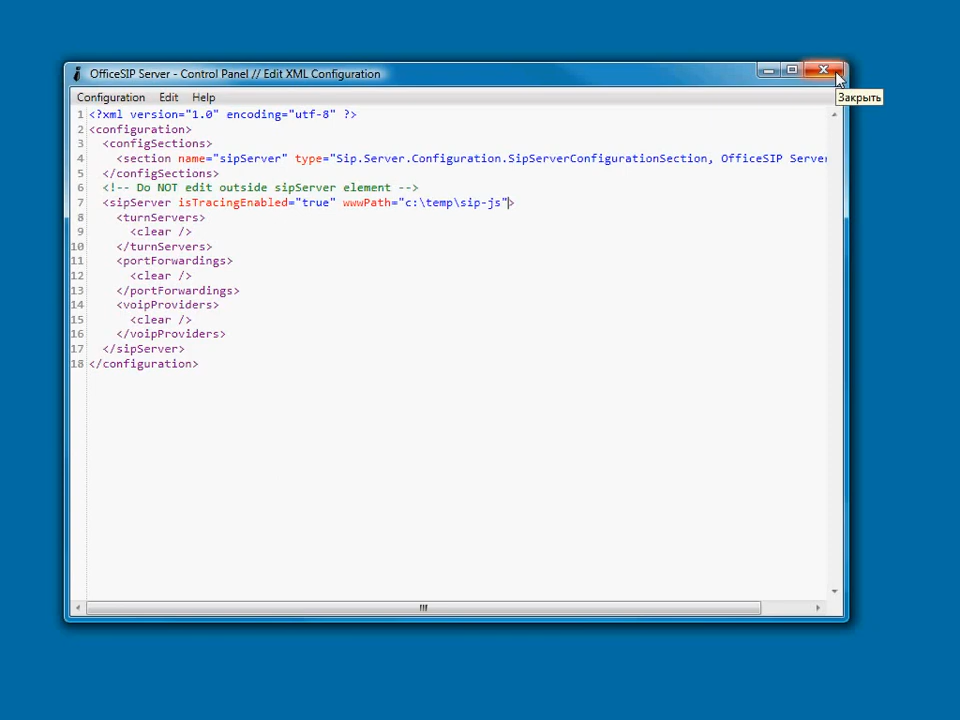 OfficeSIP Server - Control Panel // Edit XML Configuration
Configuration Edit Help
Закрыть
1 <?xml version="1.0" encoding="utf-8" ?>
2 <configuration>
3 <configSections>
4 <section name="sipServer" type="Sip.Server.Configuration.SipServerConfigurationSection, OfficeSIP Server
5 </configSections>
6 <!-- Do NOT edit outside sipServer element -->
7 <sipServer isTracingEnabled="true" wwwPath="c:\temp\sip-js">
8 <turnServers>
9 <clear />
10 </turnServers>
11 <portForwardings>
12 <clear />
13 </portForwardings>
14 <voipProviders>
15 <clear />
16 </voipProviders>
17 </sipServer>
18 </configuration>